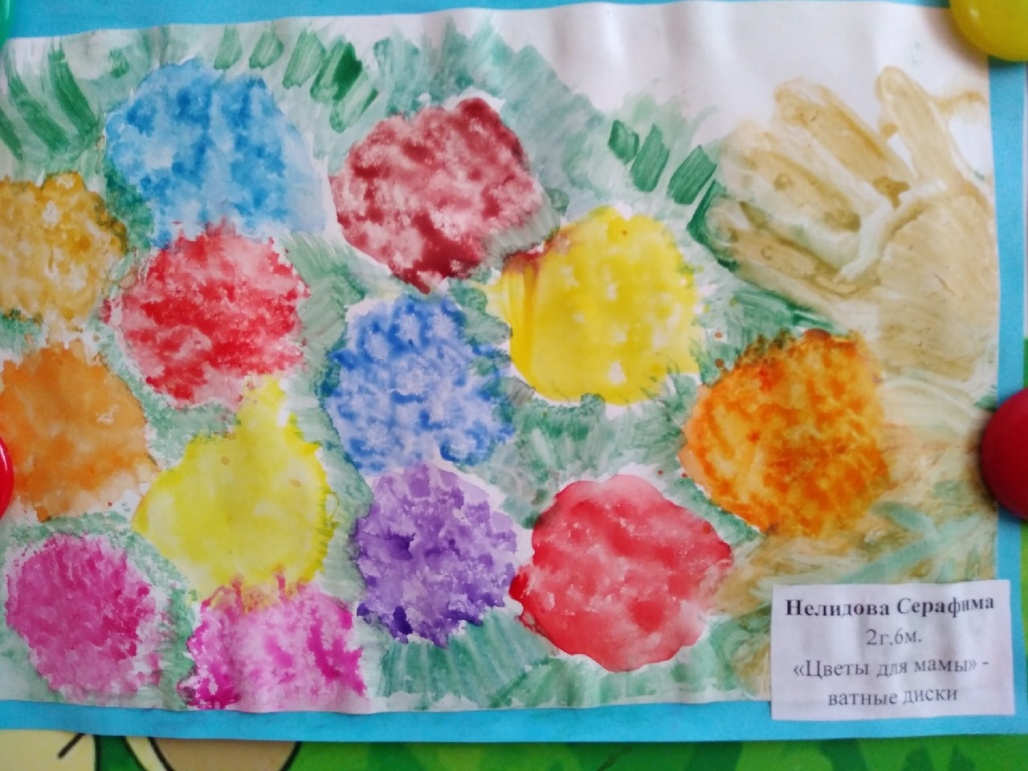 Нелидова Серафима
2г.6м.
«Цветы для мамы» -
ватные диски